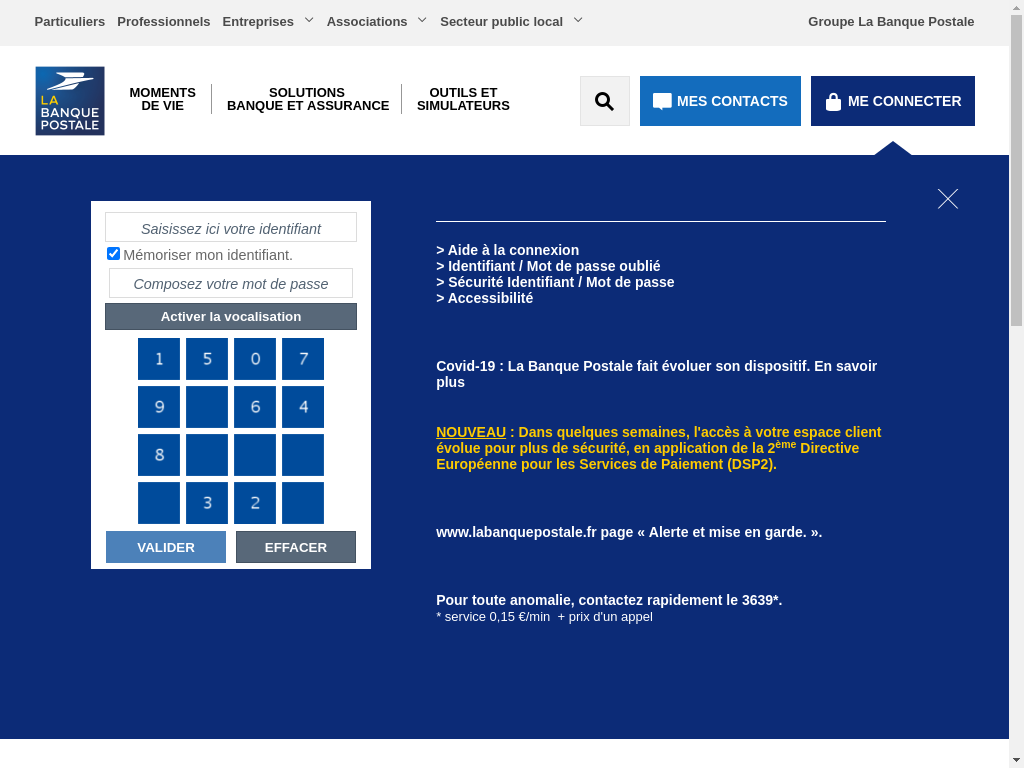 Particuliers Professionnels Entreprises Associations Secteur public local Groupe La Banque Postale
LA
BANQUE
POSTALE
MOMENTS
DE VIE
SOLUTIONS
BANQUE ET ASSURANCE
OUTILS ET
SIMULATEURS
MES CONTACTS
ME CONNECTER
Saisissez ici votre identifiant
Mémoriser mon identifiant.
Composez votre mot de passe
Activer la vocalisation
1 5 0 7
9 6 4
8
3 2
VALIDER EFFACER
> Aide à la connexion
> Identifiant / Mot de passe oublié
> Sécurité Identifiant / Mot de passe
> Accessibilité
Covid-19 : La Banque Postale fait évoluer son dispositif. En savoir
plus
NOUVEAU : Dans quelques semaines, l'accès à votre espace client
évolue pour plus de sécurité, en application de la 2ème Directive
Européenne pour les Services de Paiement (DSP2).
www.labanquepostale.fr page « Alerte et mise en garde. ».
Pour toute anomalie, contactez rapidement le 3639*.
* service 0,15 €/min  + prix d'un appel